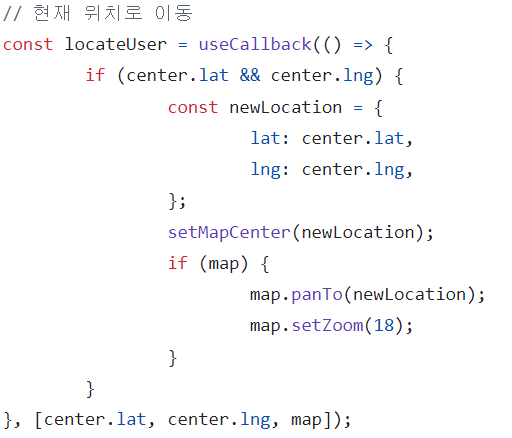 // 현재 위치로 이동
const locateUser = useCallback(() => {
        if (center.lat && center.lng) {
                const newLocation = {
                        lat: center.lat,
                        lng: center.lng,
                };
                setMapCenter(newLocation);
                if (map) {
                        map.panTo(newLocation);
                        map.setZoom(18);
                }
        }
}, [center.lat, center.lng, map]);